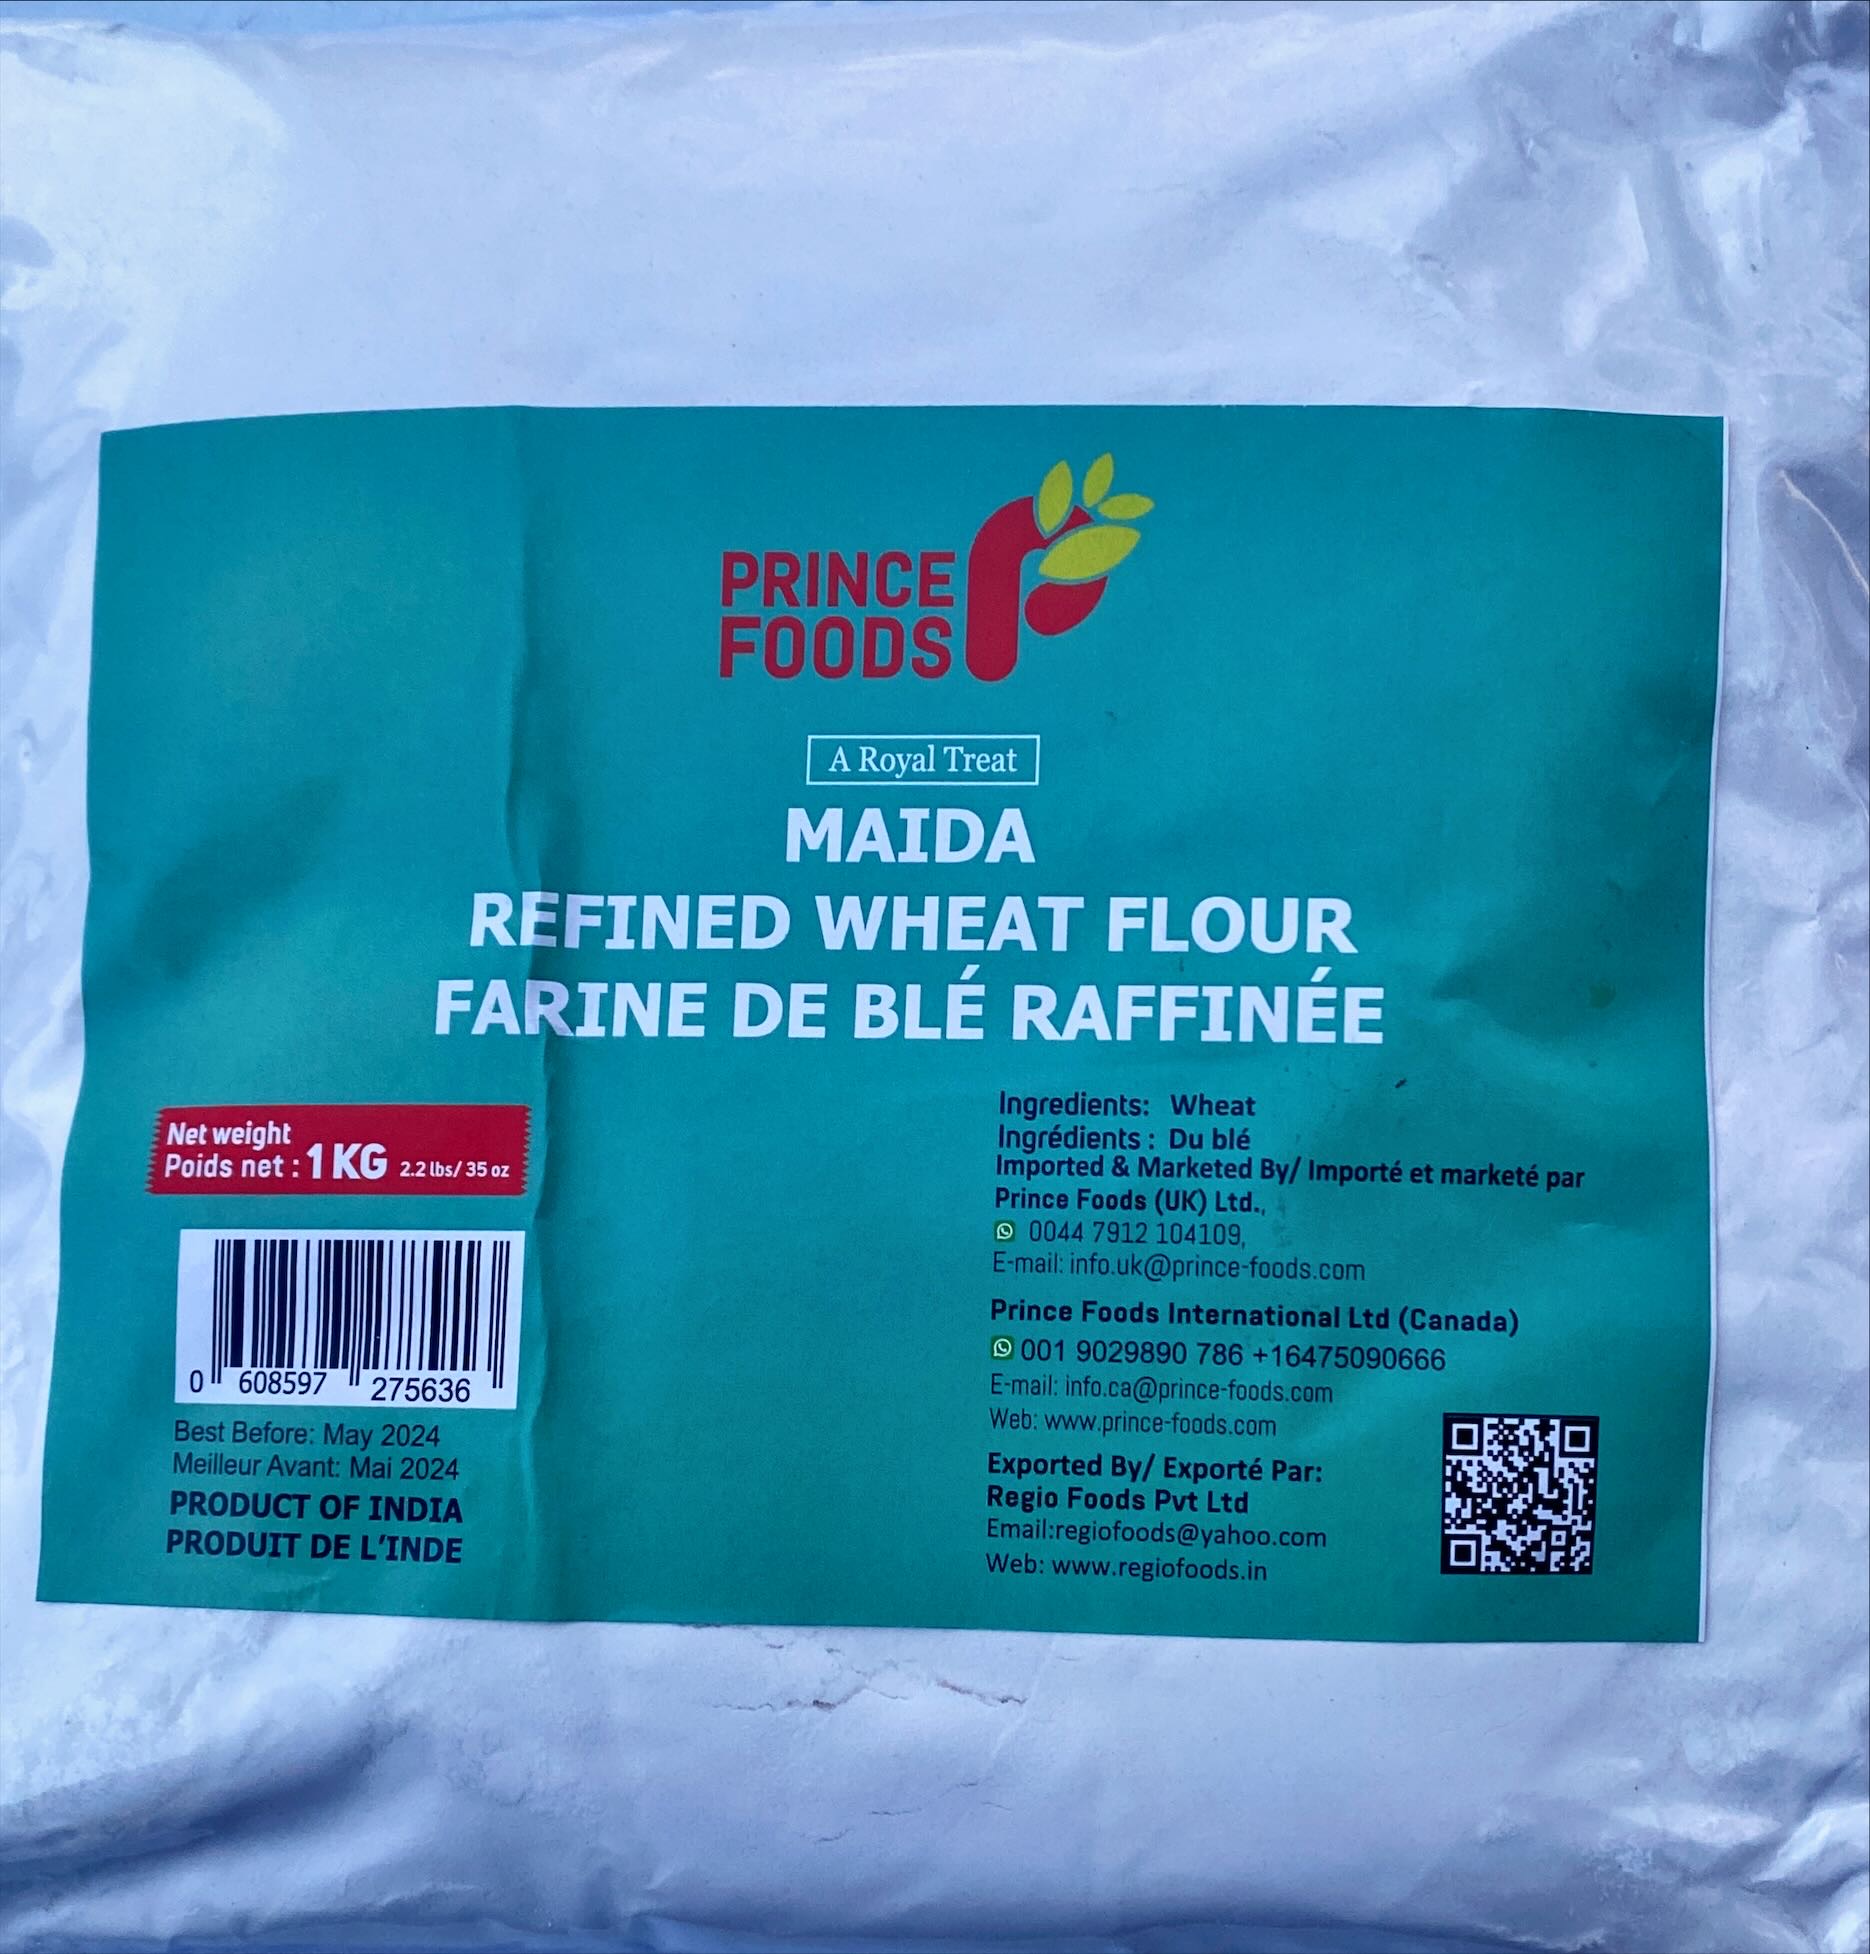 PRINCE
FOODS
A Royal Treat
MAIDA
REFINED WHEAT FLOUR
FARINE DE BLÉ RAFFINÉE
Net weight
Poids net : 1 KG 2.2 lbs/ 35 oz
0 608597 275636
Best Before: May 2024
Meilleur Avant: Mai 2024
PRODUCT OF INDIA
PRODUIT DE L'INDE
Ingredients: Wheat
Ingrédients : Du blé
Imported & Marketed By/ Importé et marketé par
Prince Foods (UK) Ltd.,
0044 7912 104109,
E-mail: info.uk@prince-foods.com
Prince Foods International Ltd (Canada)
001 9029890 786 +16475090666
E-mail: info.ca@prince-foods.com
Web: www.prince-foods.com
Exported By/ Exporté Par:
Regio Foods Pvt Ltd
Email:regiofoods@yahoo.com
Web: www.regiofoods.in